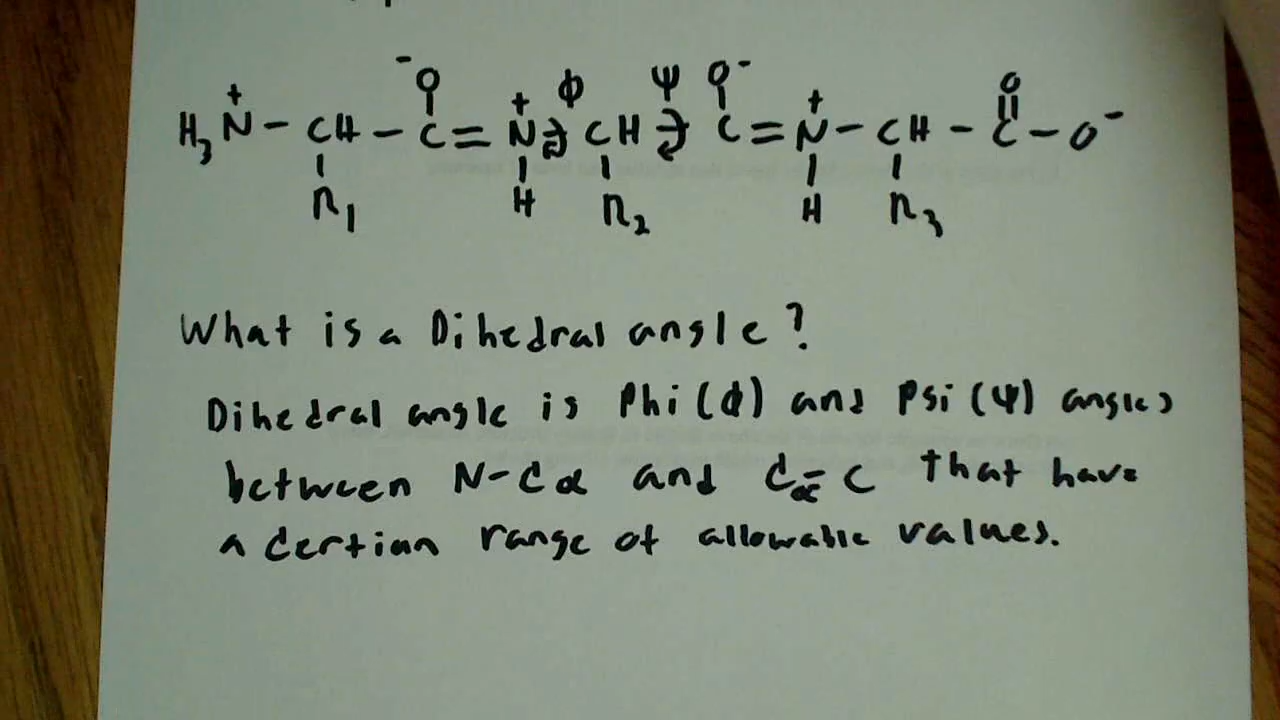 ⁻O φ ψ O⁻ O
H₃N⁺ – CH – C = N⁺ CH C = N⁺ – CH – C – O⁻
R₁ H R₂ H R₃
What is a Dihedral angle?
Dihedral angle is Phi(φ) and Psi(ψ) angles
between N-Cα and Cα-C that have
a certian range of allowable values.